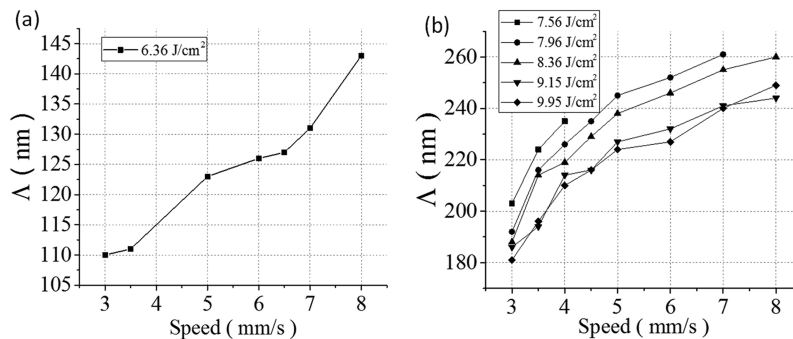 (a)
6.36 J/cm²
Λ ( nm )
145
140
135
130
125
120
115
110
105
3 4 5 6 7 8
Speed ( mm/s )
(b)
7.56 J/cm²
7.96 J/cm²
8.36 J/cm²
9.15 J/cm²
9.95 J/cm²
Λ ( nm )
260
240
220
200
180
3 4 5 6 7 8
Speed ( mm/s )